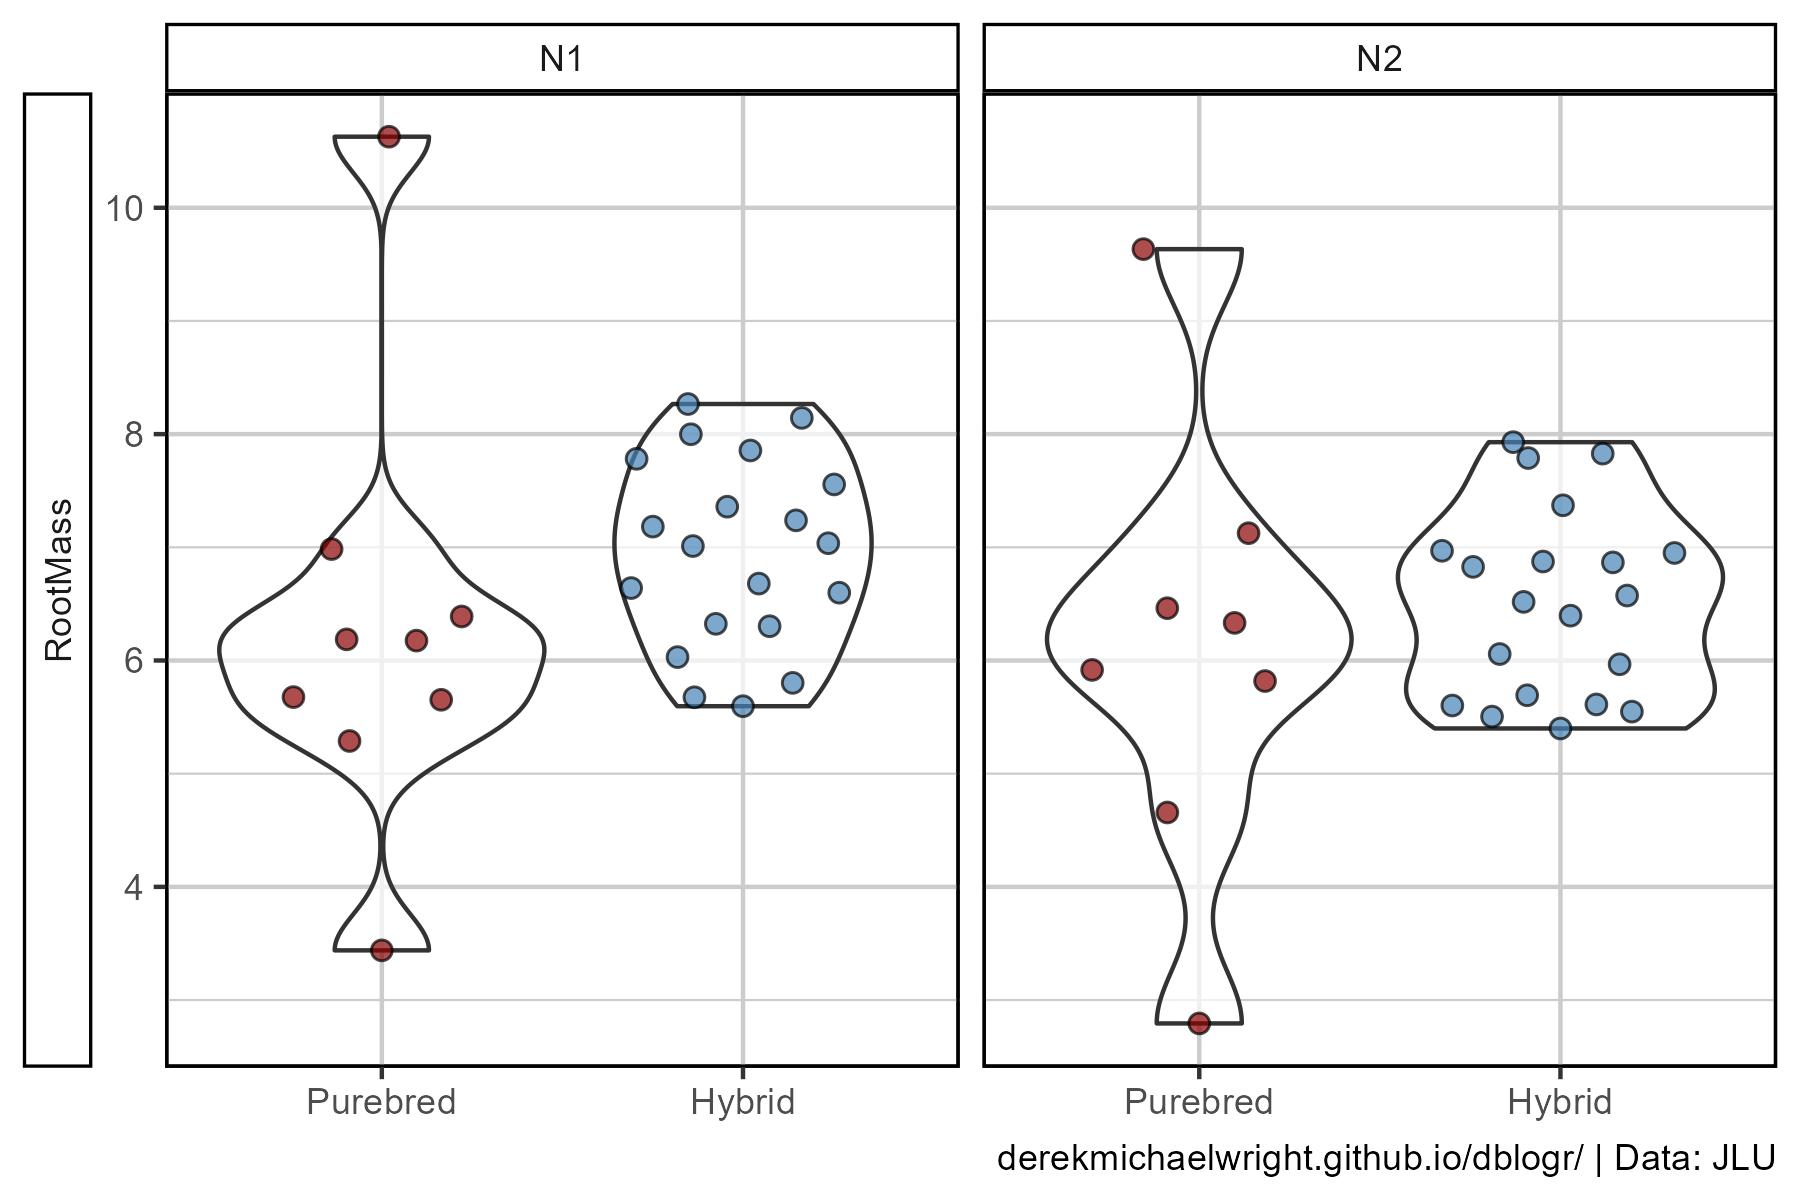 N1
N2
RootMass
10
8
6
4
Purebred
Hybrid
Purebred
Hybrid
derekmichaelwright.github.io/dblogr/ | Data: JLU